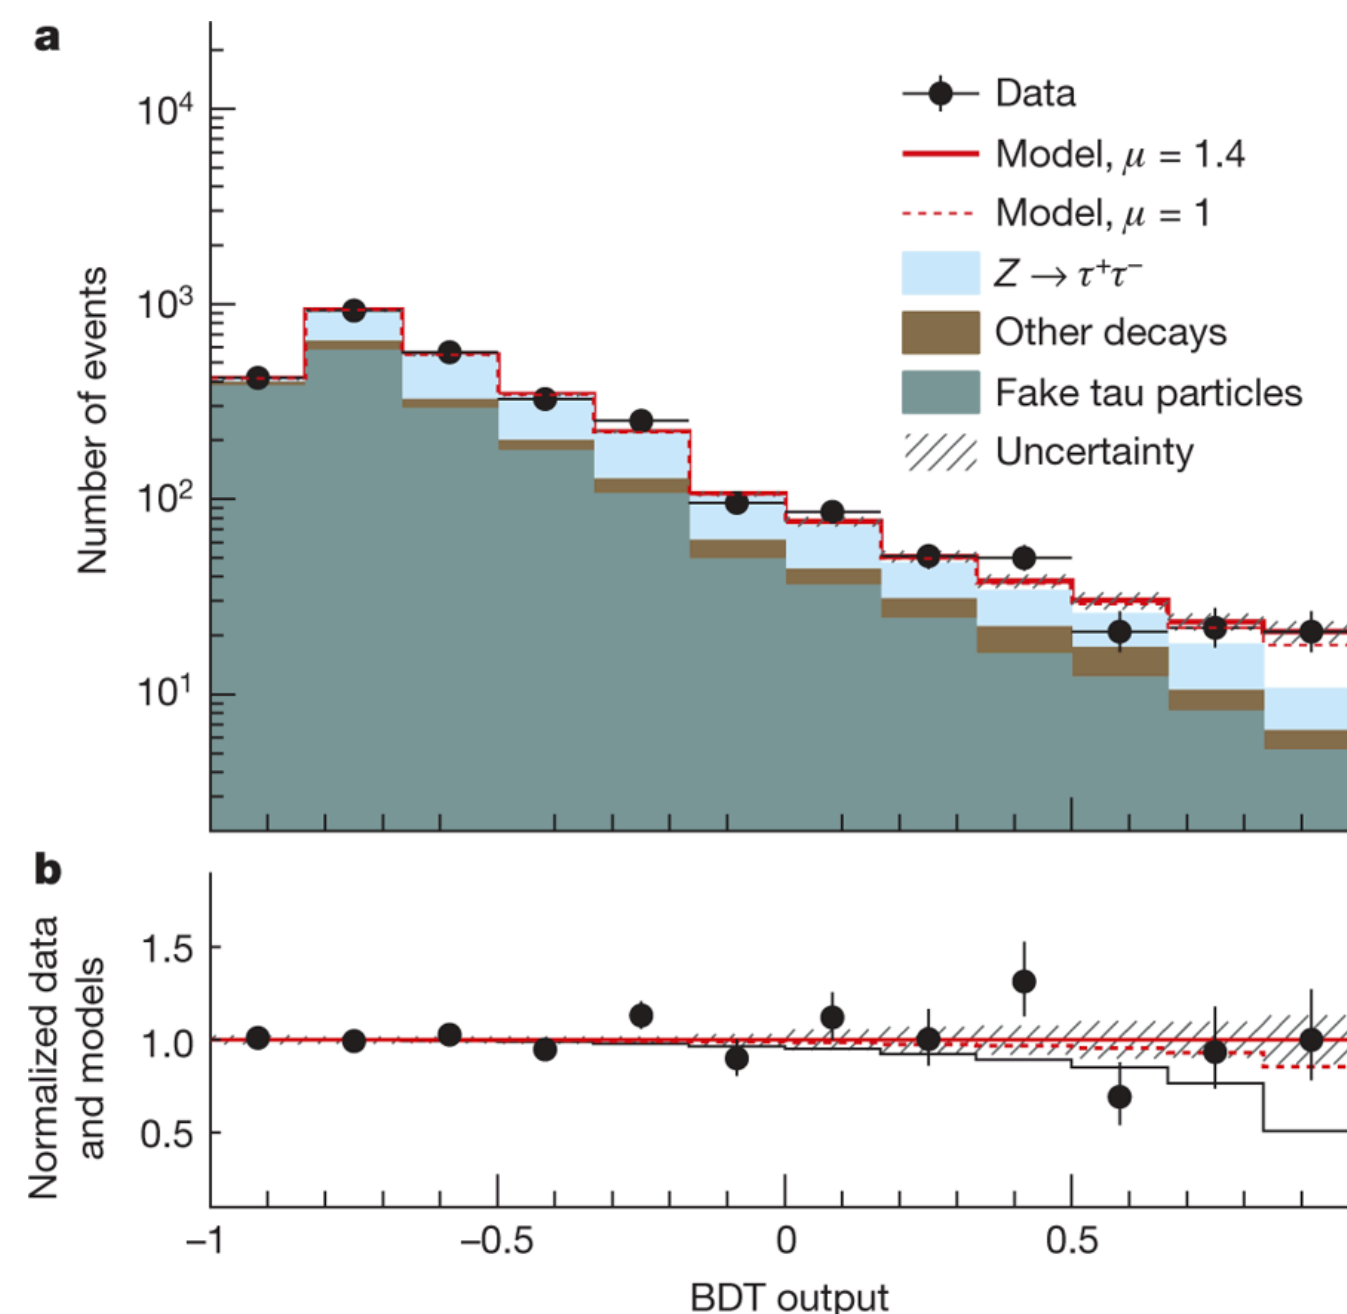 a
10⁴
10³
10²
10¹
Number of events
Data
Model, μ = 1.4
Model, μ = 1
Z → τ⁺τ⁻
Other decays
Fake tau particles
Uncertainty
b
1.5
1.0
0.5
Normalized data
and models
−1
−0.5
0
0.5
BDT output